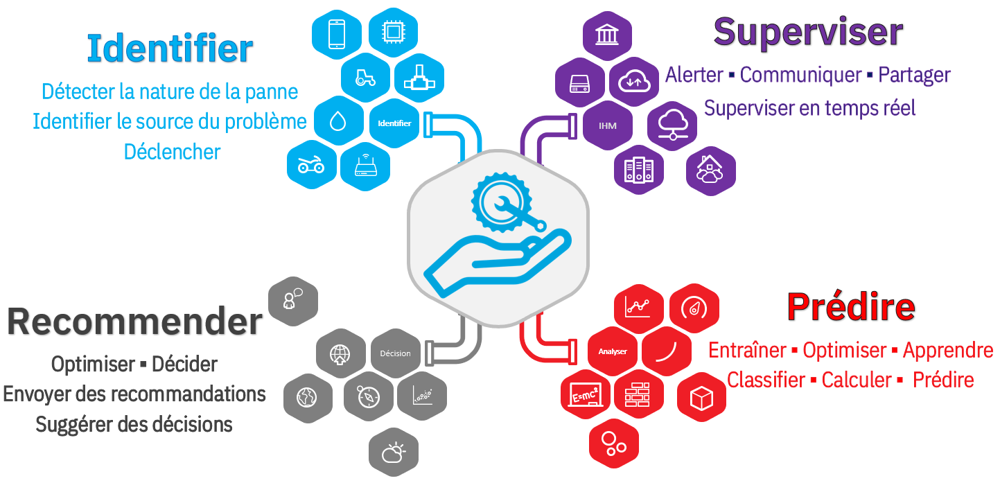 Identifier
Détecter la nature de la panne
Identifier le source du problème
Déclencher
Identifier
Superviser
Alerter ▪ Communiquer ▪ Partager
Superviser en temps réel
IHM
Recommender
Optimiser ▪ Décider
Envoyer des recommandations
Suggérer des décisions
Décision
Prédire
Entraîner ▪ Optimiser ▪ Apprendre
Classifier ▪ Calculer ▪ Prédire
Analyser
E=mc²